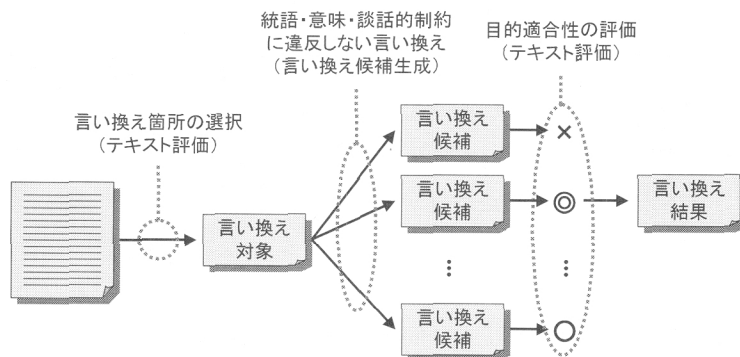 統語・意味・談話的制約
に違反しない言い換え
(言い換え候補生成)
目的適合性の評価
(テキスト評価)
言い換え箇所の選択
(テキスト評価)
言い換え
対象
言い換え
候補
×
言い換え
候補
◎
言い換え
結果
⋮
⋮
言い換え
候補
○